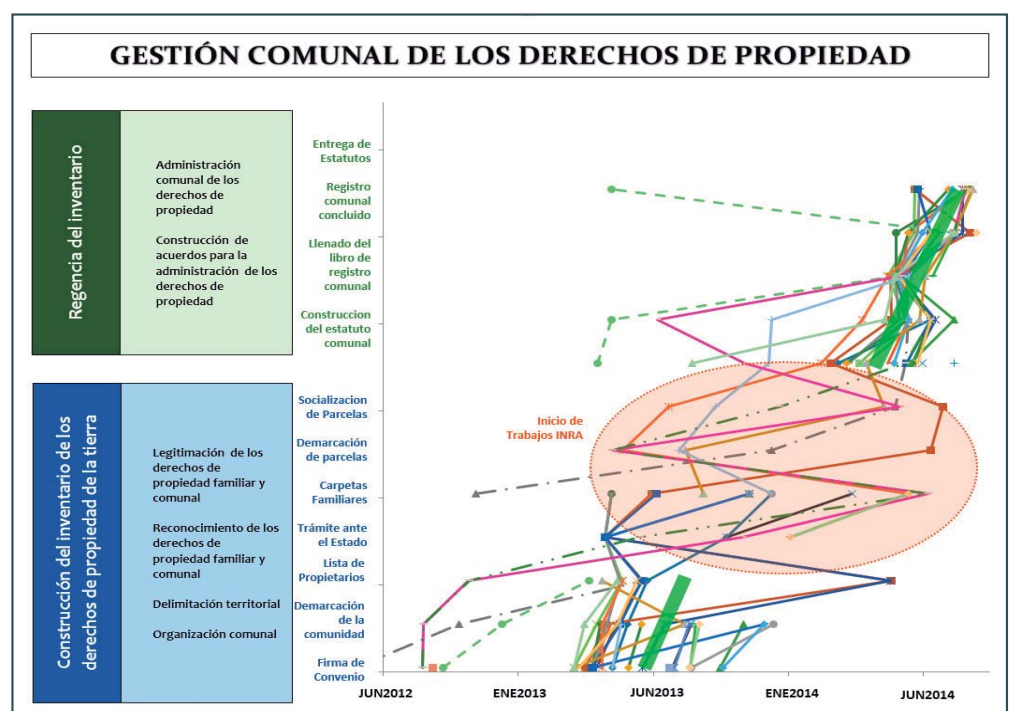 GESTIÓN COMUNAL DE LOS DERECHOS DE PROPIEDAD
Regencia del inventario
Administración
comunal de los
derechos de
propiedad
Construcción de
acuerdos para la
administración de los
derechos de
propiedad
Construcción del inventario de los
derechos de propiedad de la tierra
Legitimación de los
derechos de
propiedad familiar y
comunal
Reconocimiento de los
derechos de
propiedad familiar y
comunal
Delimitación territorial
Organización comunal
Entrega de
Estatutos
Registro
comunal
concluido
Llenado del
libro de
registro
comunal
Construccion
del estatuto
comunal
Socializacion
de Parcelas
Demarcación
de parcelas
Carpetas
Familiares
Trámite ante
el Estado
Lista de
Propietarios
Demarcación
de la
comunidad
Firma de
Convenio
Inicio de
Trabajos INRA
JUN2012
ENE2013
JUN2013
ENE2014
JUN2014